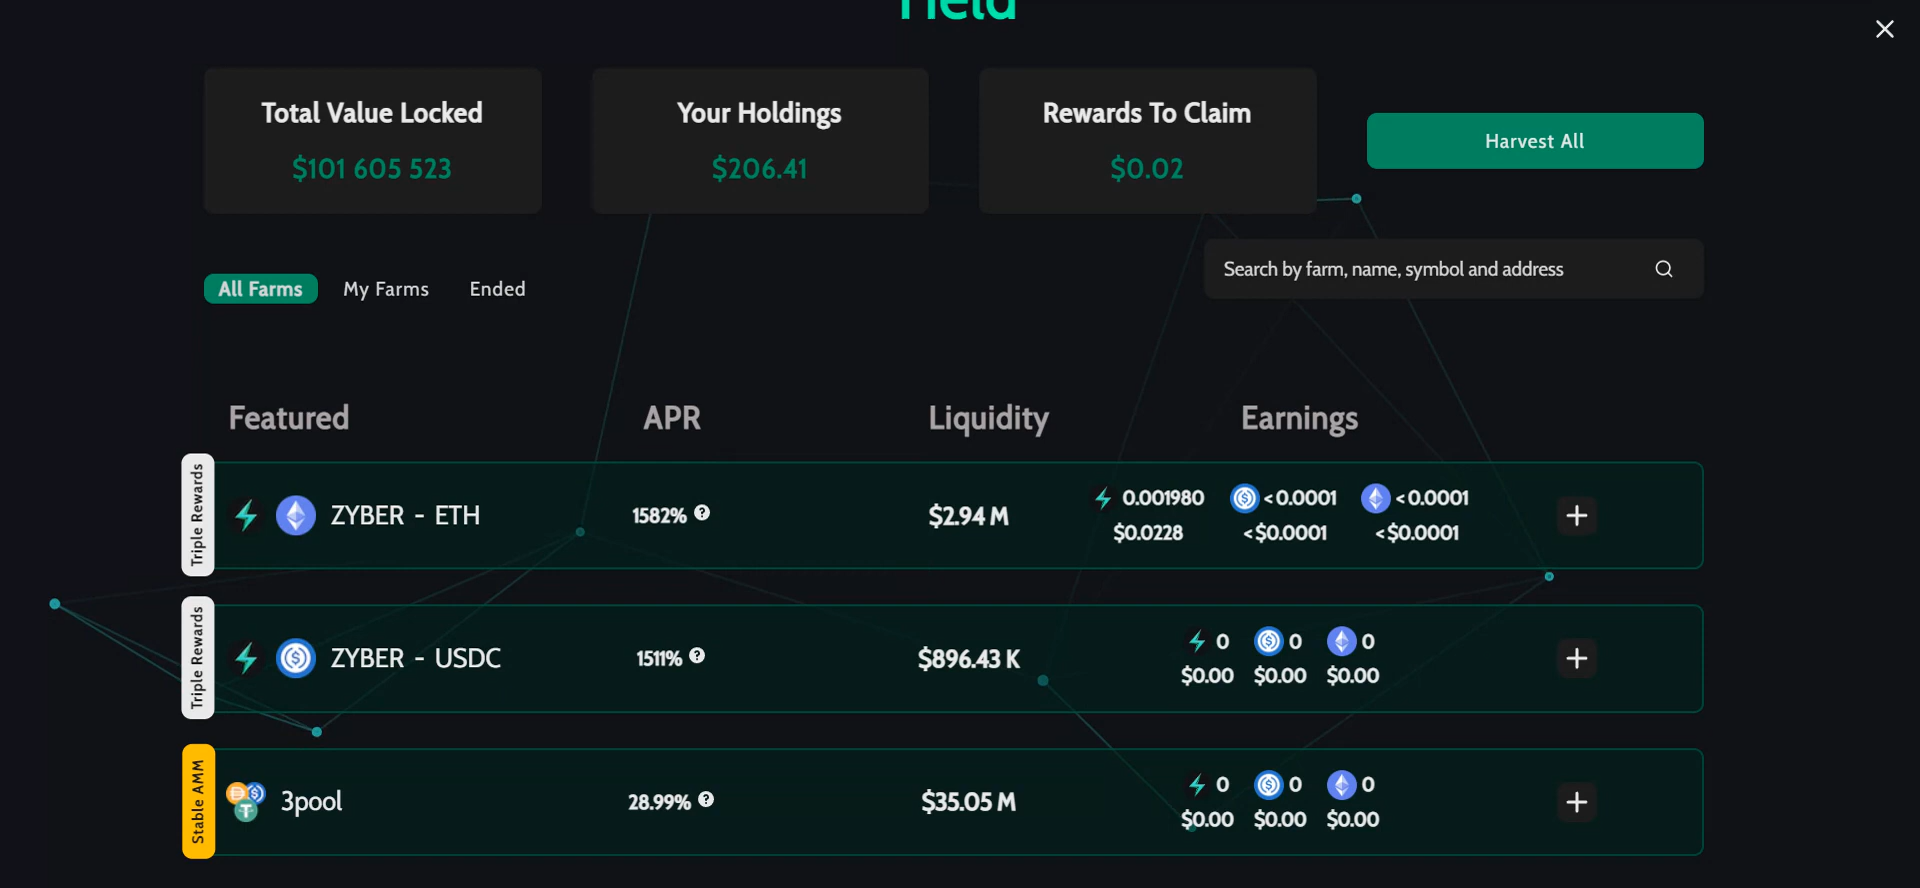 Yield
Total Value Locked
$101 605 523
Your Holdings
$206.41
Rewards To Claim
$0.02
Harvest All
All Farms
My Farms
Ended
Search by farm, name, symbol and address
Featured
APR
Liquidity
Earnings
Triple Rewards
ZYBER - ETH
1582%
$2.94 M
0.001980
<0.0001
<0.0001
$0.0228
<$0.0001
<$0.0001
Triple Rewards
ZYBER - USDC
1511%
$896.43 K
0
0
0
$0.00
$0.00
$0.00
Stable AMM
3pool
28.99%
$35.05 M
0
0
0
$0.00
$0.00
$0.00